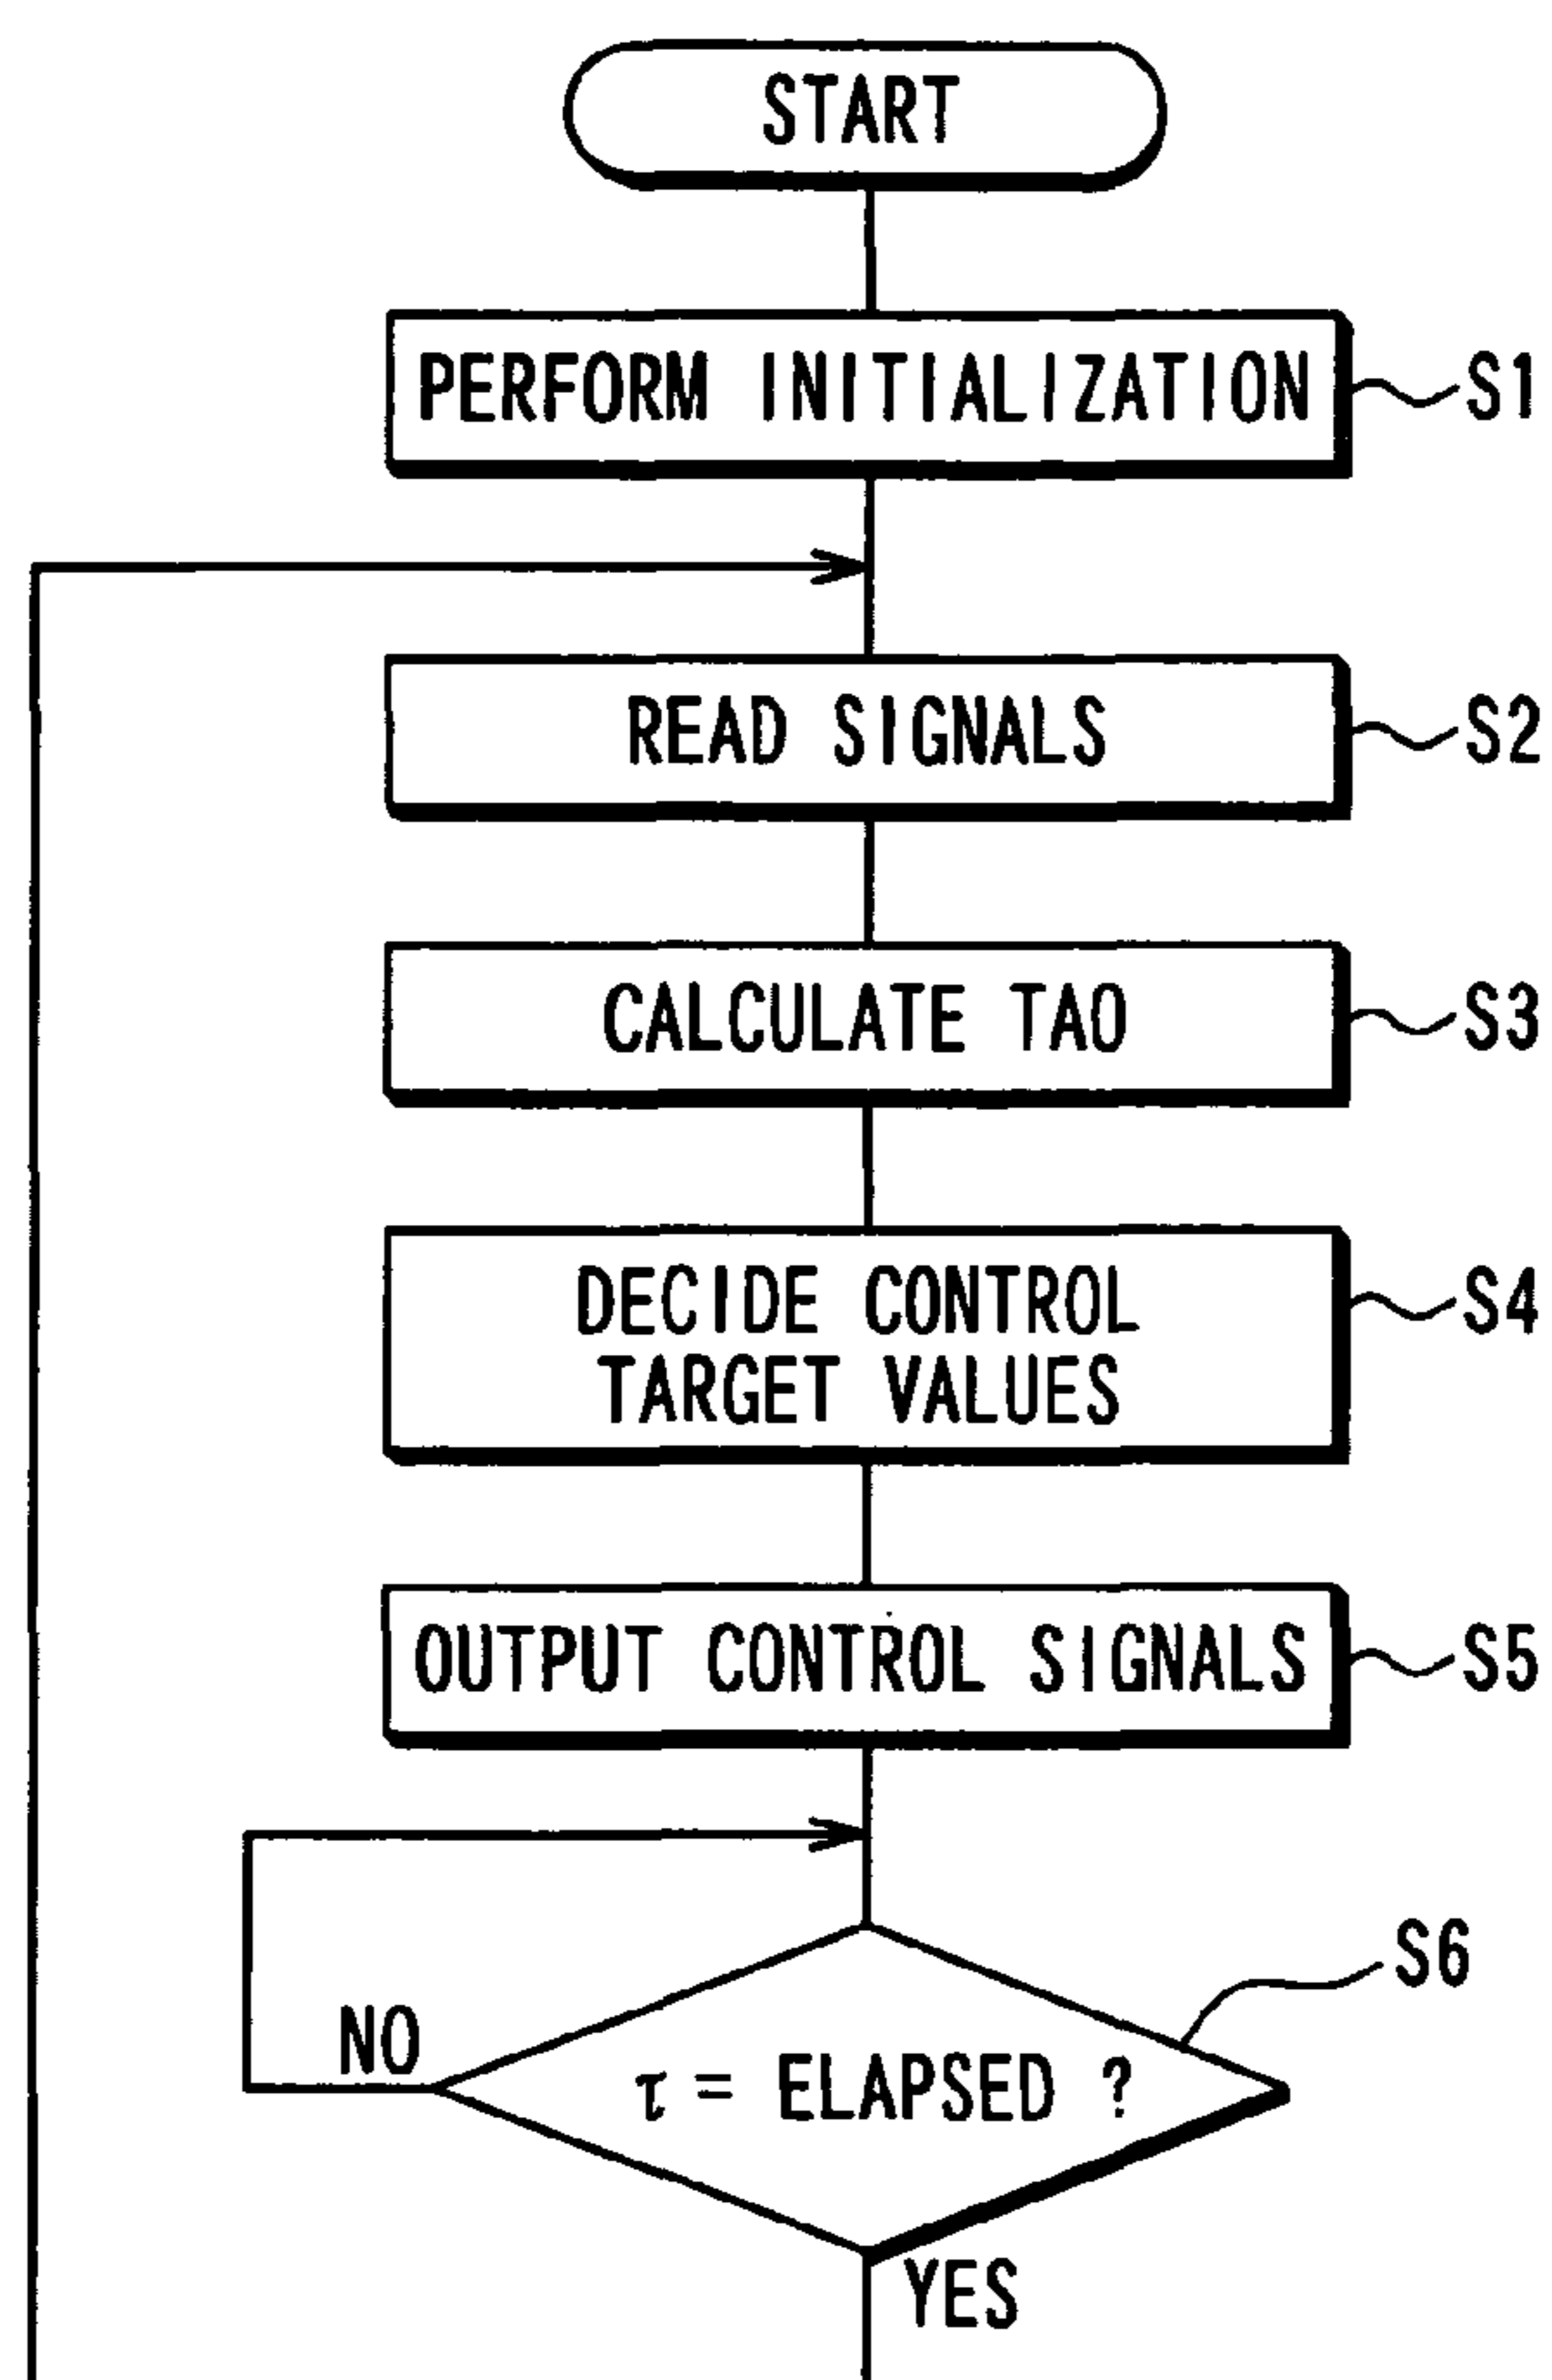 START
PERFORM INITIALIZATION
S1
READ SIGNALS
S2
CALCULATE TAO
S3
DECIDE CONTROL
TARGET VALUES
S4
OUTPUT CONTROL SIGNALS
S5
S6
NO
τ = ELAPSED ?
YES